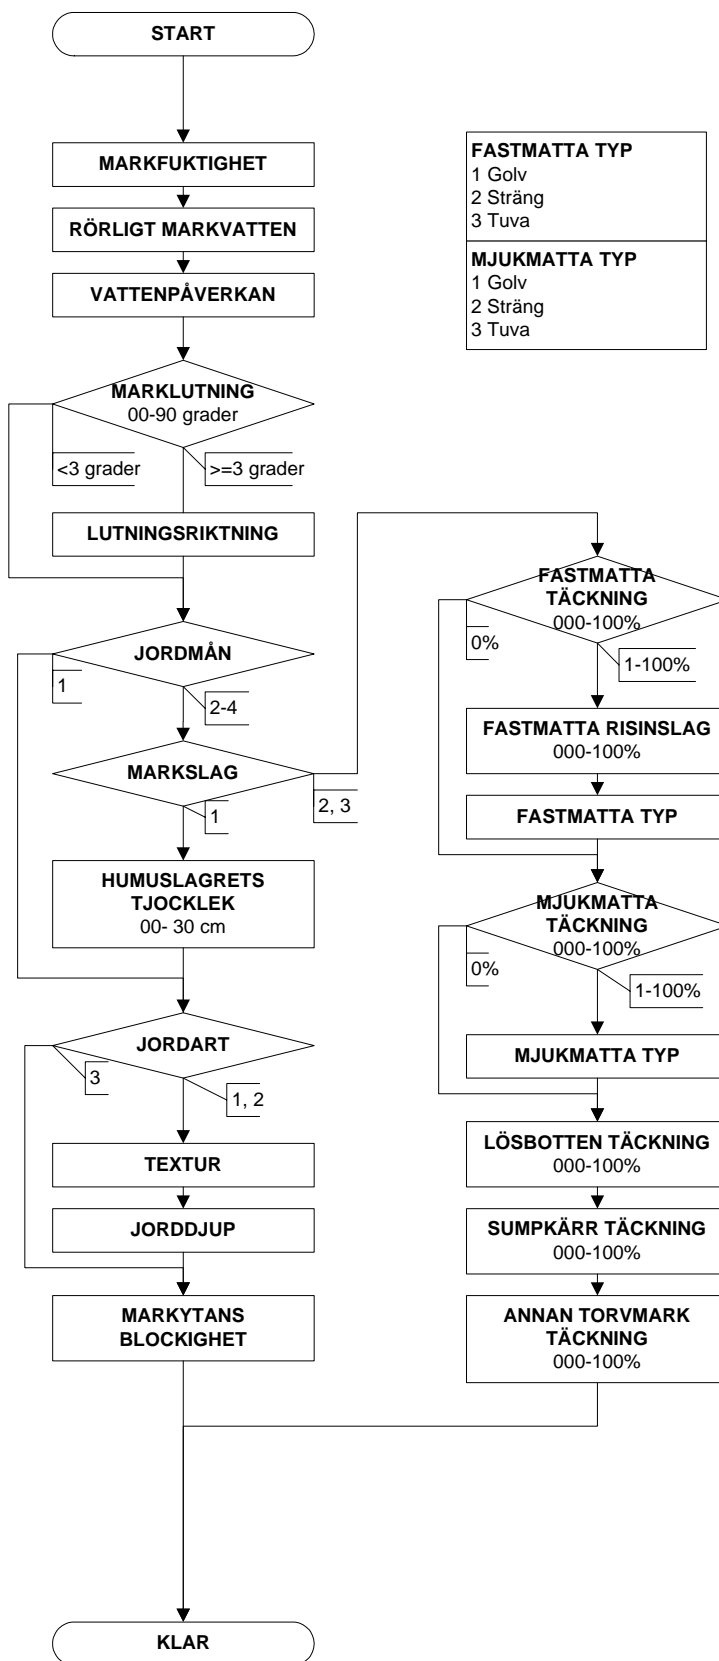 START
MARKFUKTIGHET
RÖRLIGT MARKVATTEN
VATTENPÅVERKAN
MARKLUTNING
00-90 grader
<3 grader
>=3 grader
LUTNINGSRIKTNING
JORDMÅN
1
2-4
MARKSLAG
1
2, 3
HUMUSLAGRETS
TJOCKLEK
00- 30 cm
JORDART
3
1, 2
TEXTUR
JORDDJUP
MARKYTANS
BLOCKIGHET
KLAR
FASTMATTA TYP
1 Golv
2 Sträng
3 Tuva
MJUKMATTA TYP
1 Golv
2 Sträng
3 Tuva
FASTMATTA
TÄCKNING
000-100%
0%
1-100%
FASTMATTA RISINSLAG
000-100%
FASTMATTA TYP
MJUKMATTA
TÄCKNING
000-100%
0%
1-100%
MJUKMATTA TYP
LÖSBOTTEN TÄCKNING
000-100%
SUMPKÄRR TÄCKNING
000-100%
ANNAN TORVMARK
TÄCKNING
000-100%